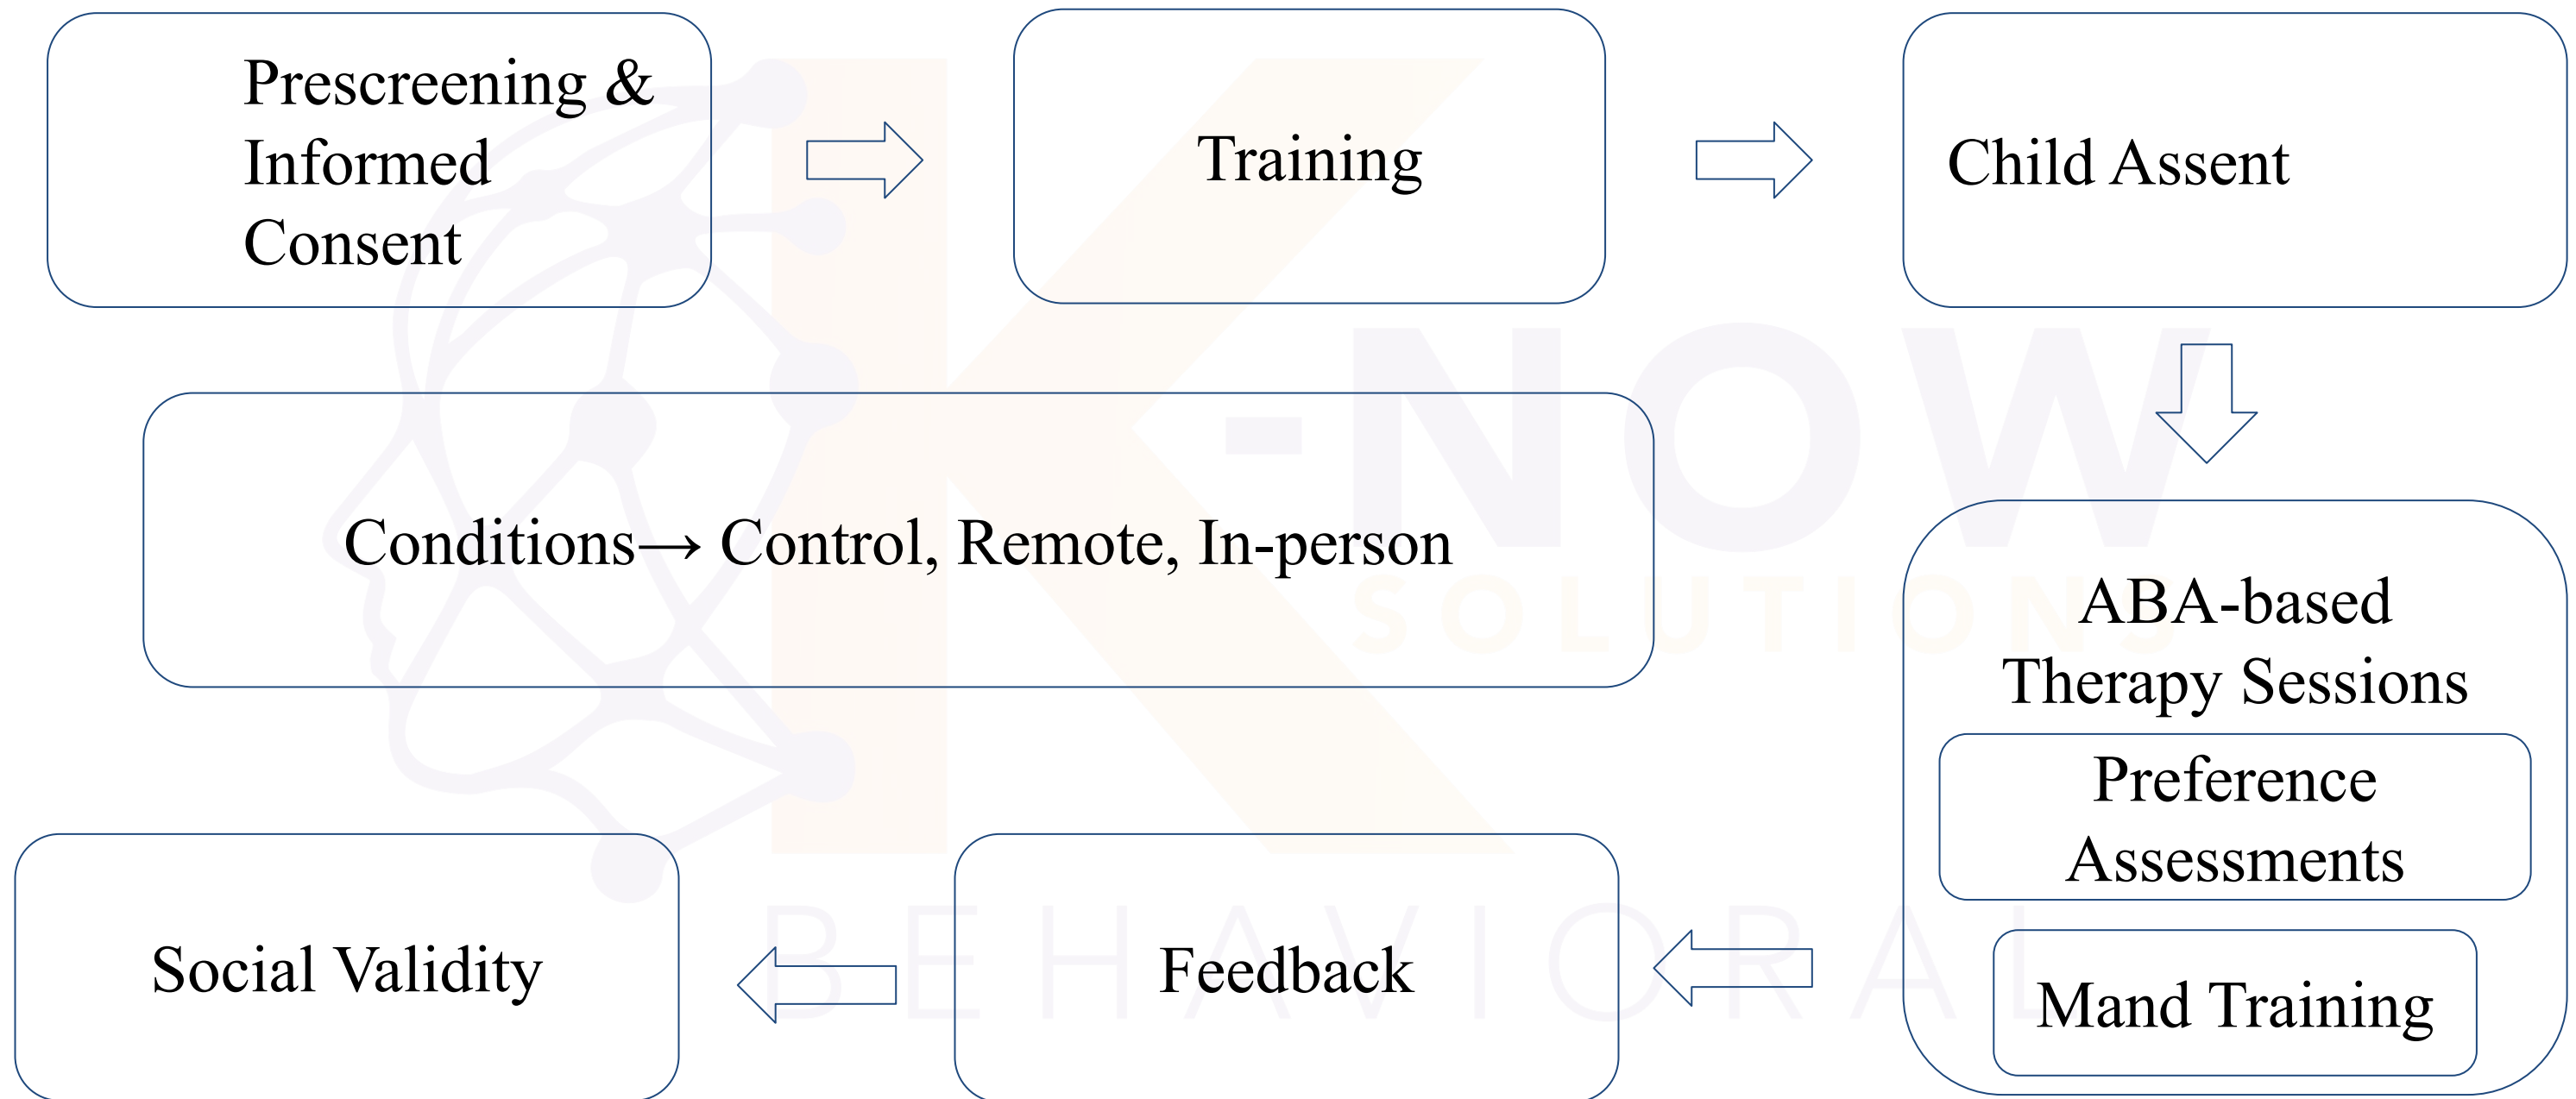 Prescreening &
Informed
Consent
Training
Child Assent
Conditions→ Control, Remote, In-person
ABA-based
Therapy Sessions
Preference
Assessments
Mand Training
Feedback
Social Validity
K-NOW
SOLUTIONS
BEHAVIORAL